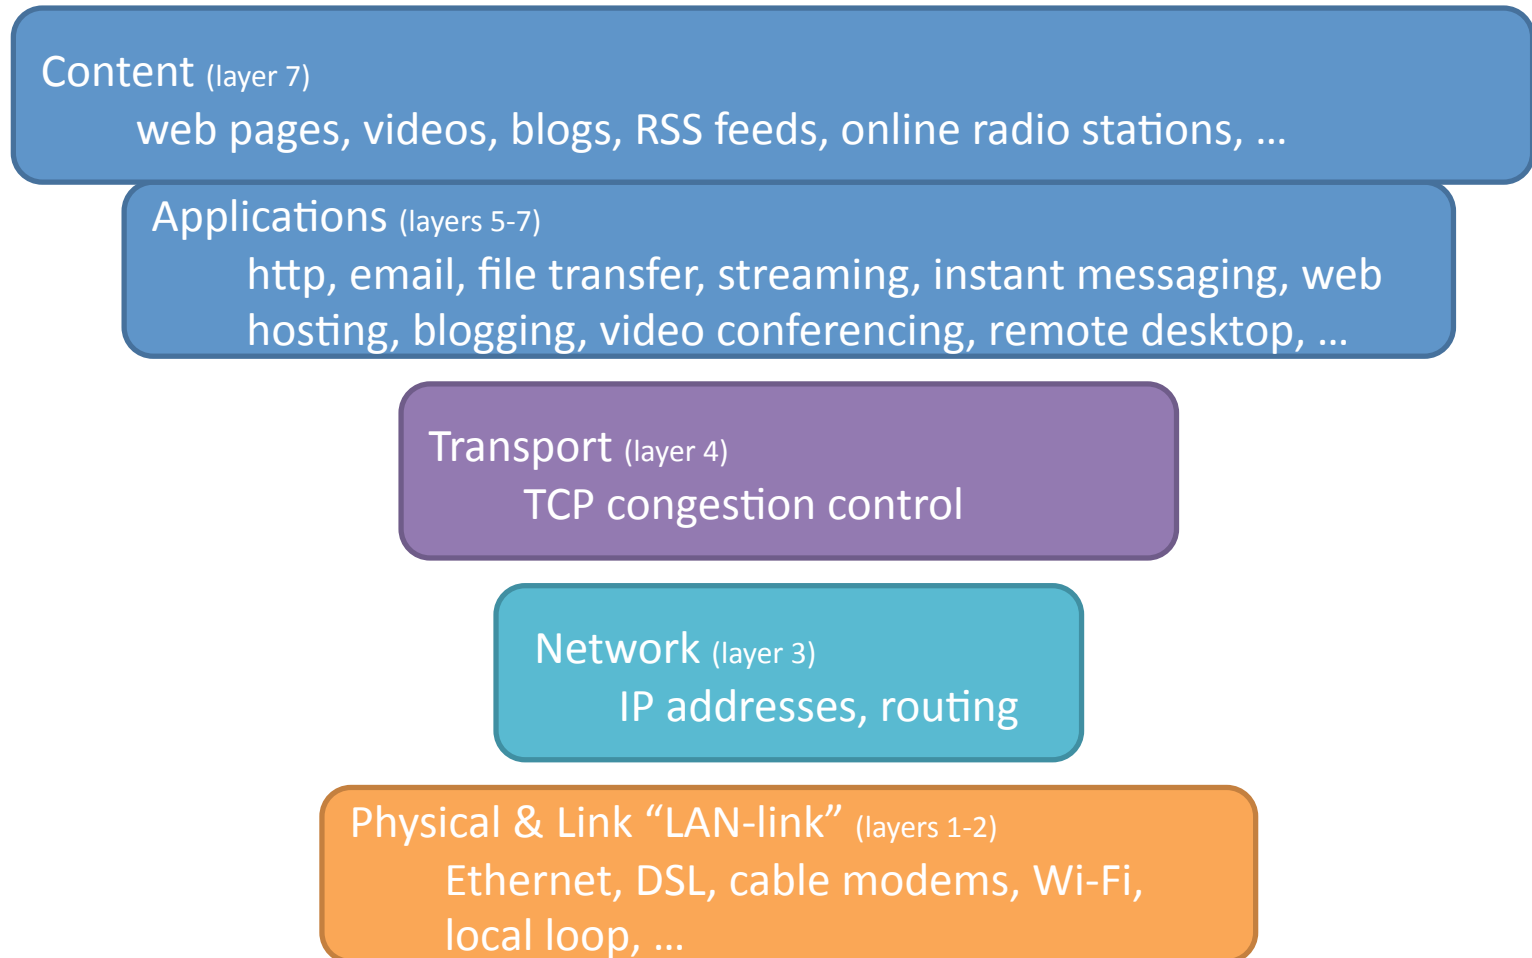 Content (layer 7)
web pages, videos, blogs, RSS feeds, online radio stations, …
Applications (layers 5-7)
http, email, file transfer, streaming, instant messaging, web
hosting, blogging, video conferencing, remote desktop, …
Transport (layer 4)
TCP congestion control
Network (layer 3)
IP addresses, routing
Physical & Link “LAN-link” (layers 1-2)
Ethernet, DSL, cable modems, Wi-Fi,
local loop, …